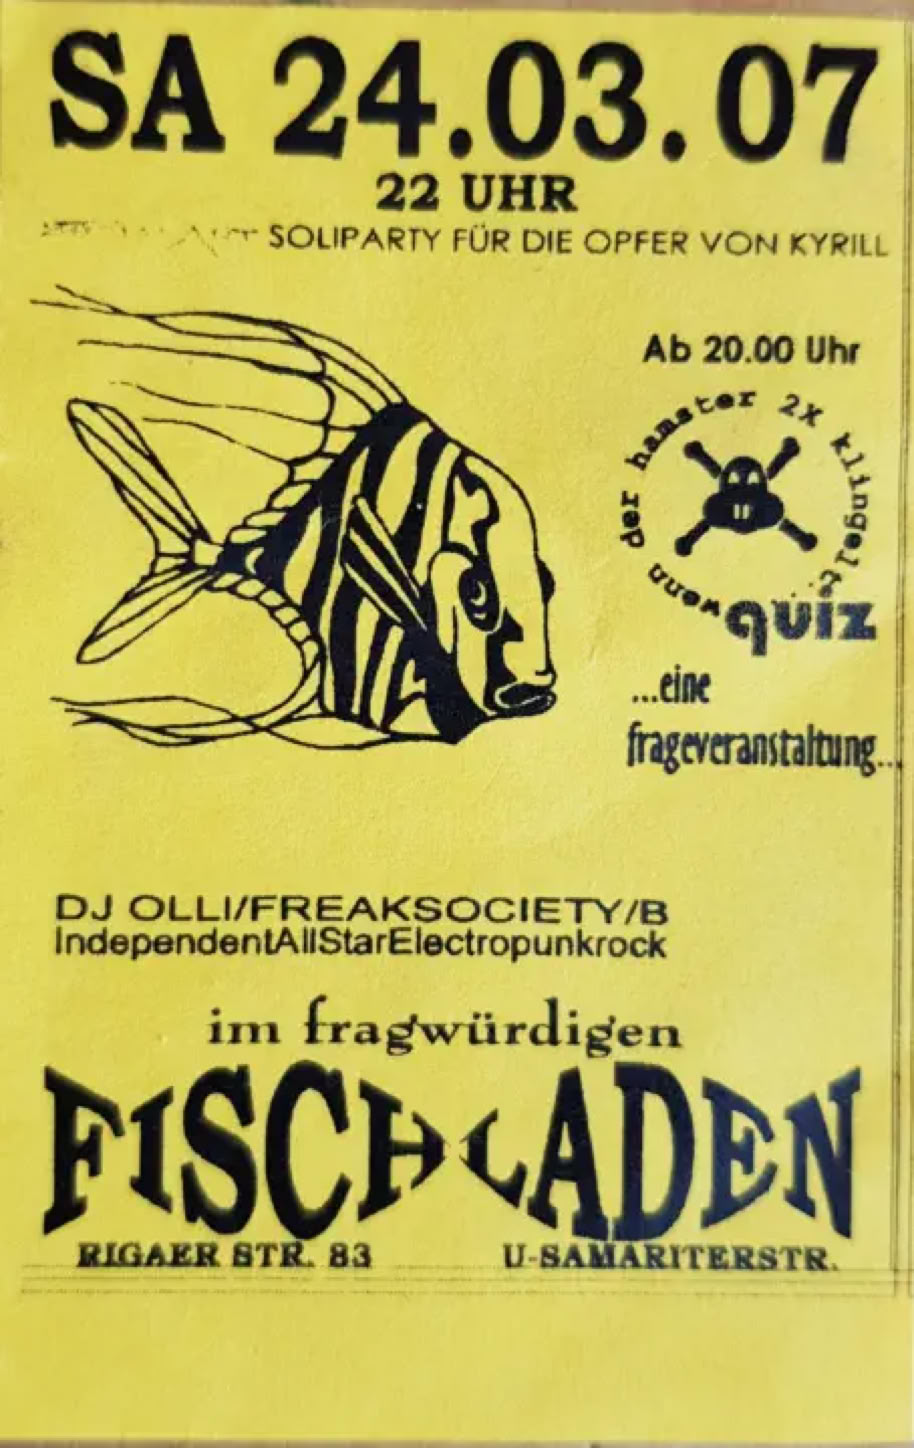 SA 24.03.07
22 UHR
SOLIPARTY FÜR DIE OPFER VON KYRILL
Ab 20.00 Uhr
wenn der hamster 2x klingelt
quiz
...eine
frageveranstaltung...
DJ OLLI/FREAKSOCIETY/B
IndependentAllStarElectropunkrock
im fragwürdigen
FISCHLADEN
RIGAER STR. 83 U-SAMARITERSTR.